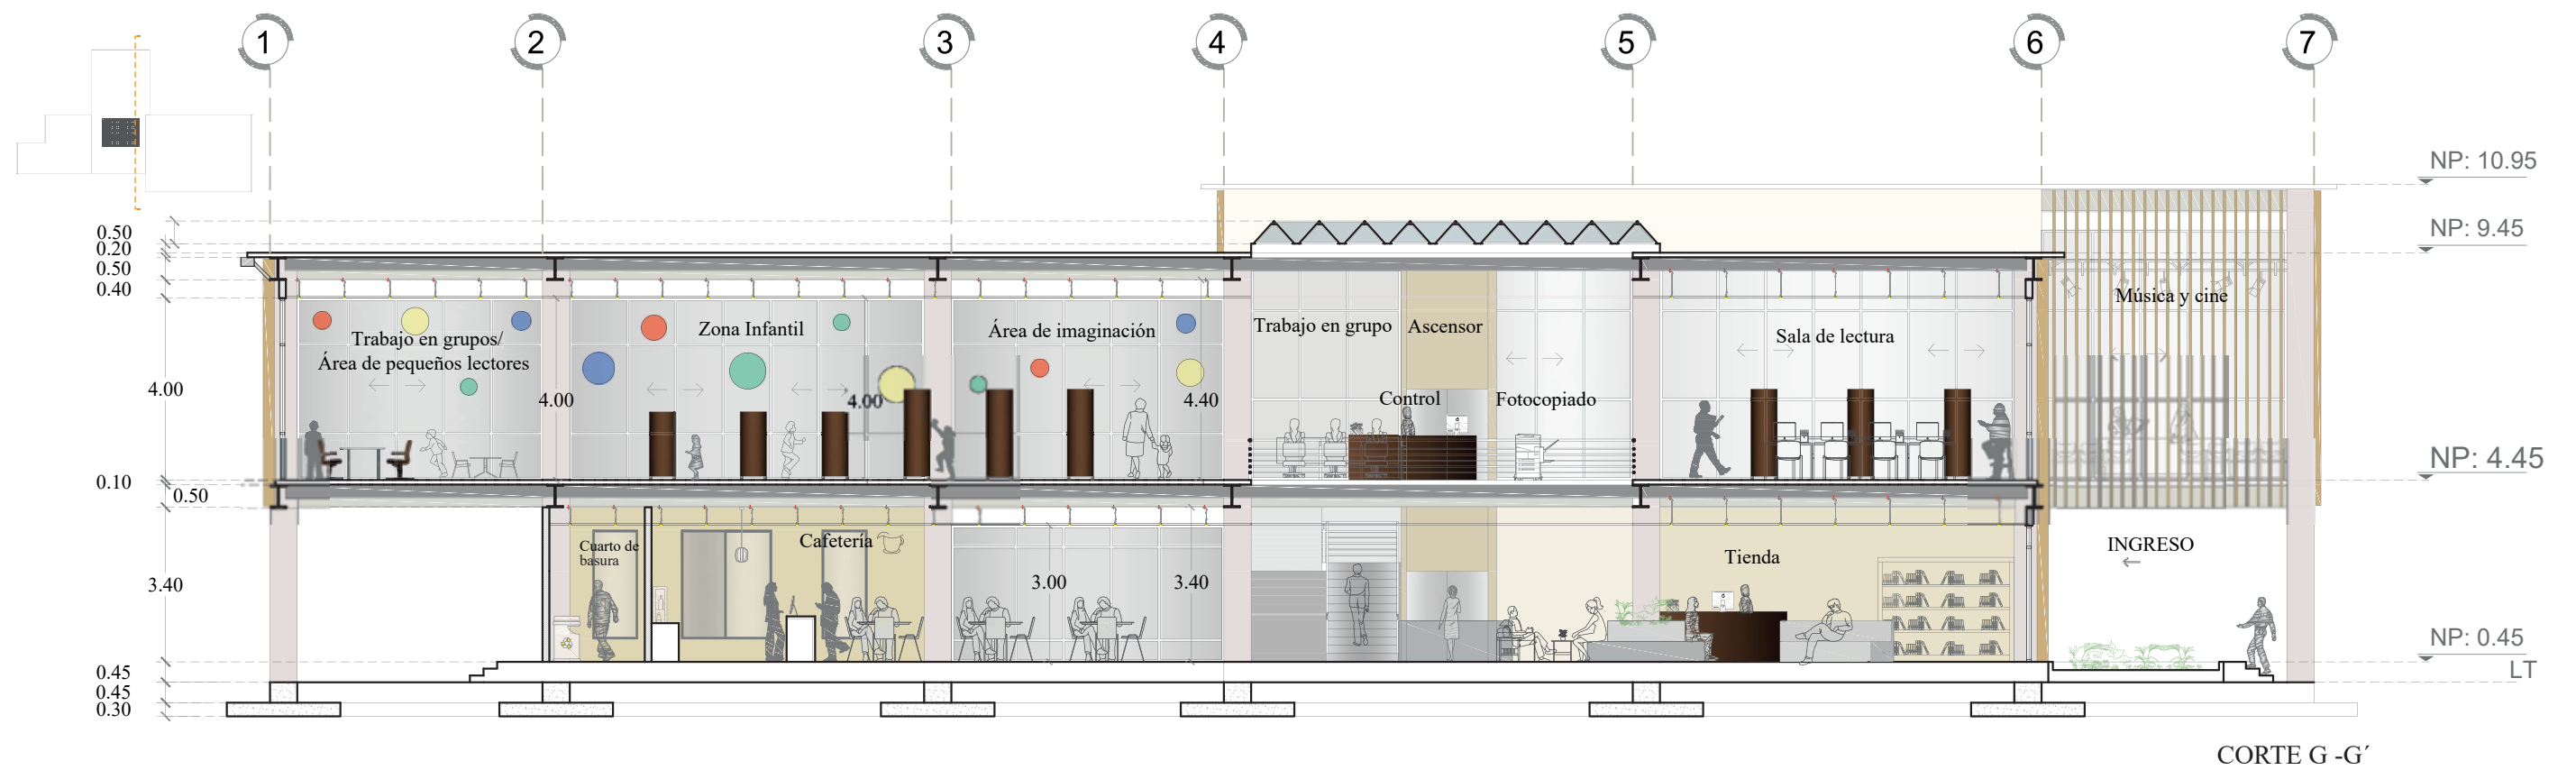 1 2 3 4 5 6 7
NP: 10.95
NP: 9.45
0.50
0.20
0.50
0.40
Música y cine
Trabajo en grupos/
Área de pequeños lectores
Zona Infantil
Área de imaginación
Trabajo en grupo
Ascensor
Sala de lectura
4.00
4.00
4.00
4.40
Control
Fotocopiado
NP: 4.45
0.10
0.50
Cuarto de
basura
Cafetería
Tienda
INGRESO
3.40
3.00
3.40
NP: 0.45
LT
0.45
0.45
0.30
CORTE G -G´